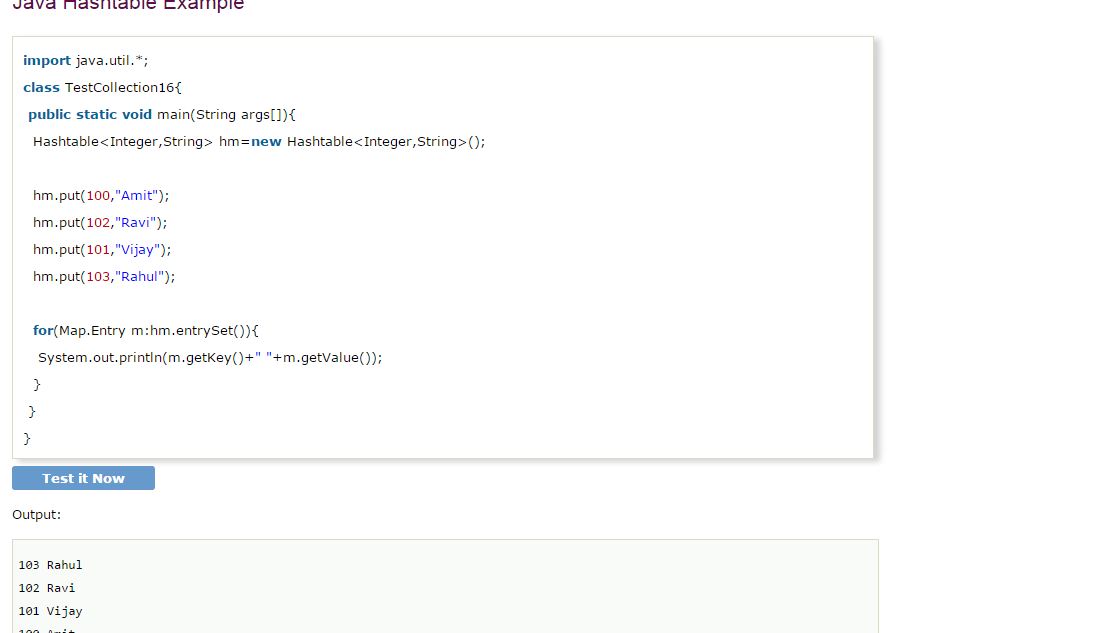 Java Hashtable Example
import java.util.*;
class TestCollection16{
public static void main(String args[]){
Hashtable<Integer,String> hm=new Hashtable<Integer,String>();
hm.put(100,"Amit");
hm.put(102,"Ravi");
hm.put(101,"Vijay");
hm.put(103,"Rahul");
for(Map.Entry m:hm.entrySet()){
System.out.println(m.getKey()+" "+m.getValue());
}
}
}
Test it Now
Output:
103 Rahul
102 Ravi
101 Vijay
100 Amit